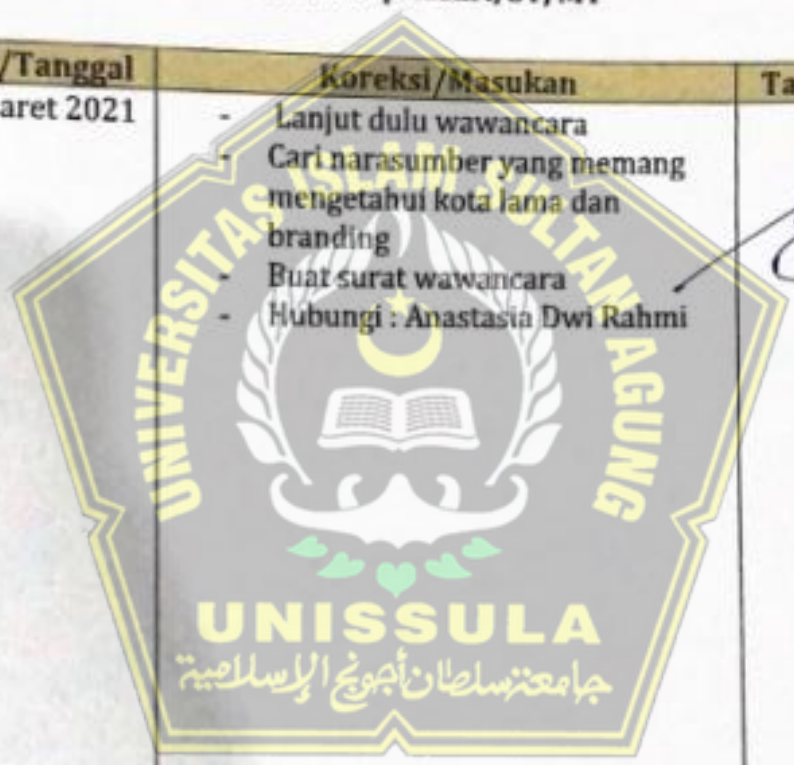 /Tanggal Koreksi/Masukan Ta
aret 2021
- Lanjut dulu wawancara
- Cari narasumber yang memang
mengetahui kota lama dan
branding
- Buat surat wawancara
- Hubungi : Anastasia Dwi Rahmi
UNIVERSITAS ISLAM SULTAN AGUNG
UNISSULA
جامعة سلطان أجونج الإسلامية